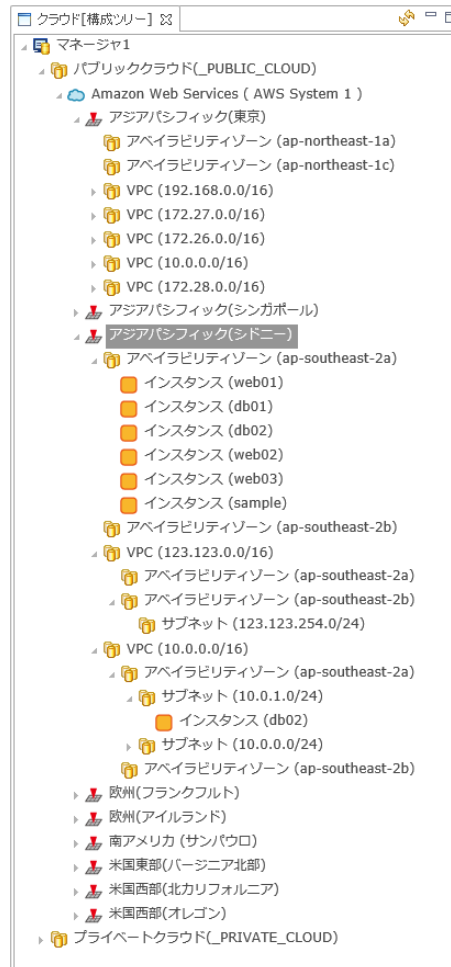 クラウド[構成ツリー]
マネージャ1
パブリッククラウド(_PUBLIC_CLOUD)
Amazon Web Services ( AWS System 1 )
アジアパシフィック(東京)
アベイラビリティゾーン (ap-northeast-1a)
アベイラビリティゾーン (ap-northeast-1c)
VPC (192.168.0.0/16)
VPC (172.27.0.0/16)
VPC (172.26.0.0/16)
VPC (10.0.0.0/16)
VPC (172.28.0.0/16)
アジアパシフィック(シンガポール)
アジアパシフィック(シドニー)
アベイラビリティゾーン (ap-southeast-2a)
インスタンス (web01)
インスタンス (db01)
インスタンス (db02)
インスタンス (web02)
インスタンス (web03)
インスタンス (sample)
アベイラビリティゾーン (ap-southeast-2b)
VPC (123.123.0.0/16)
アベイラビリティゾーン (ap-southeast-2a)
アベイラビリティゾーン (ap-southeast-2b)
サブネット (123.123.254.0/24)
VPC (10.0.0.0/16)
アベイラビリティゾーン (ap-southeast-2a)
サブネット (10.0.1.0/24)
インスタンス (db02)
サブネット (10.0.0.0/24)
アベイラビリティゾーン (ap-southeast-2b)
欧州(フランクフルト)
欧州(アイルランド)
南アメリカ (サンパウロ)
米国東部(バージニア北部)
米国西部(北カリフォルニア)
米国西部(オレゴン)
プライベートクラウド(_PRIVATE_CLOUD)